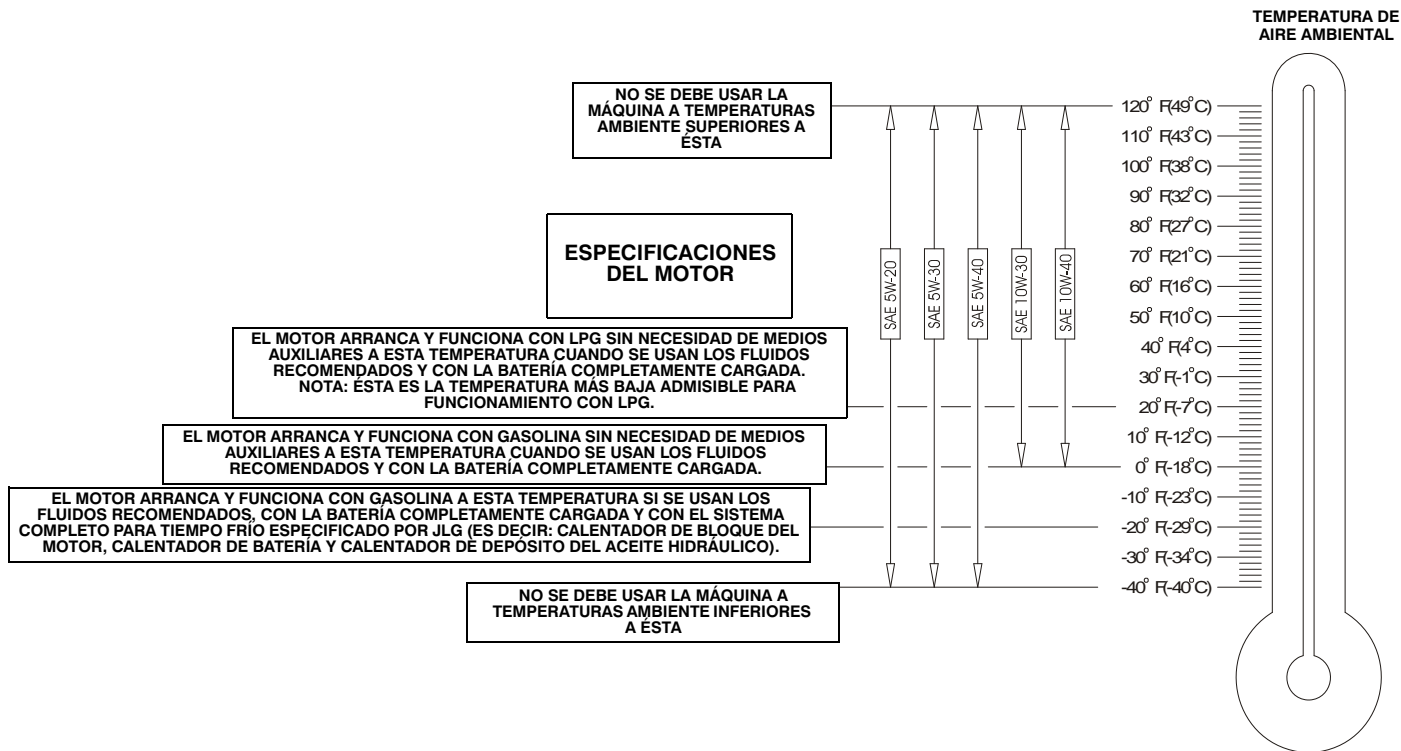 TEMPERATURA DE
AIRE AMBIENTAL
NO SE DEBE USAR LA
MÁQUINA A TEMPERATURAS
AMBIENTE SUPERIORES A
ÉSTA
120° F(49°C)
110° F(43°C)
100° F(38°C)
90° F(32°C)
80° F(27°C)
70° F(21°C)
60° F(16°C)
50° F(10°C)
40° F(4°C)
30° F(-1°C)
20° F(-7°C)
10° F(-12°C)
0° F(-18°C)
-10° F(-23°C)
-20° F(-29°C)
-30° F(-34°C)
-40° F(-40°C)
ESPECIFICACIONES
DEL MOTOR
SAE 5W-20
SAE 5W-30
SAE 5W-40
SAE 10W-30
SAE 10W-40
EL MOTOR ARRANCA Y FUNCIONA CON LPG SIN NECESIDAD DE MEDIOS
AUXILIARES A ESTA TEMPERATURA CUANDO SE USAN LOS FLUIDOS
RECOMENDADOS Y CON LA BATERÍA COMPLETAMENTE CARGADA.
NOTA: ÉSTA ES LA TEMPERATURA MÁS BAJA ADMISIBLE PARA
FUNCIONAMIENTO CON LPG.
EL MOTOR ARRANCA Y FUNCIONA CON GASOLINA SIN NECESIDAD DE MEDIOS
AUXILIARES A ESTA TEMPERATURA CUANDO SE USAN LOS FLUIDOS
RECOMENDADOS Y CON LA BATERÍA COMPLETAMENTE CARGADA.
EL MOTOR ARRANCA Y FUNCIONA CON GASOLINA A ESTA TEMPERATURA SI SE USAN LOS
FLUIDOS RECOMENDADOS, CON LA BATERÍA COMPLETAMENTE CARGADA Y CON EL SISTEMA
COMPLETO PARA TIEMPO FRÍO ESPECIFICADO POR JLG (ES DECIR: CALENTADOR DE BLOQUE DEL
MOTOR, CALENTADOR DE BATERÍA Y CALENTADOR DE DEPÓSITO DEL ACEITE HIDRÁULICO).
NO SE DEBE USAR LA MÁQUINA A
TEMPERATURAS AMBIENTE INFERIORES
A ÉSTA